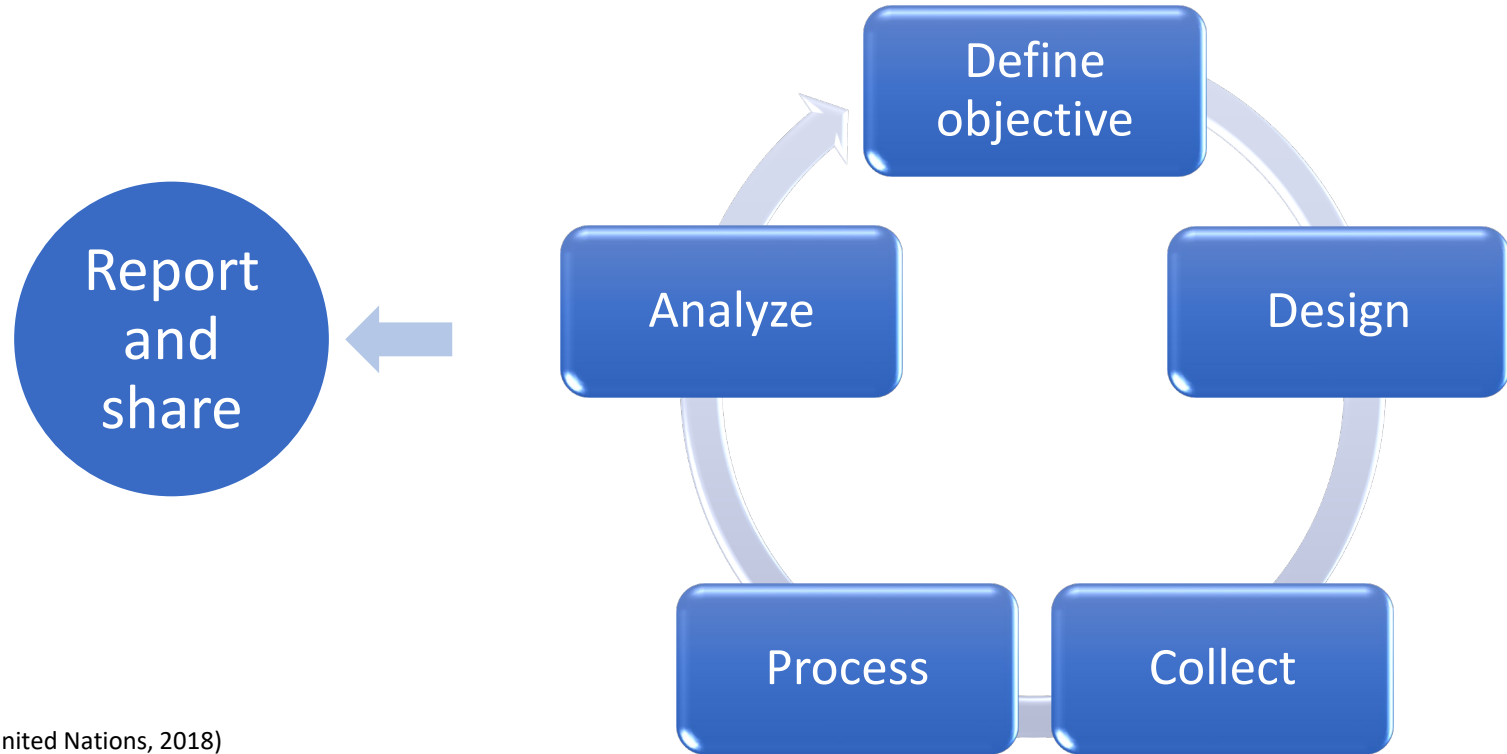 Define
objective
Design
Collect
Process
Analyze
Report
and
share
nited Nations, 2018)